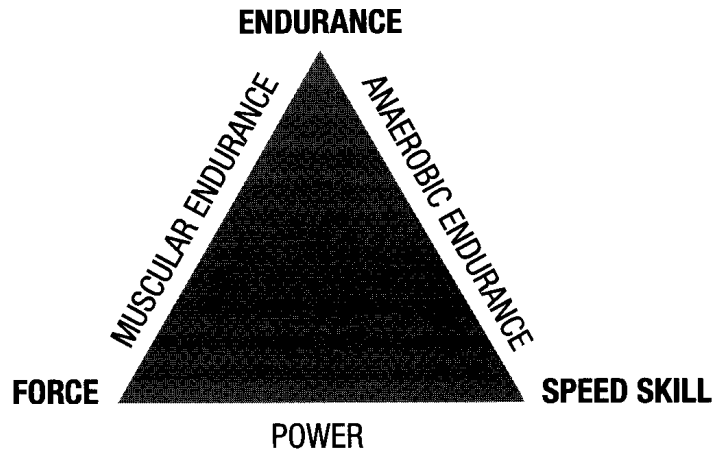 ENDURANCE
MUSCULAR ENDURANCE
ANAEROBIC ENDURANCE
FORCE
SPEED SKILL
POWER